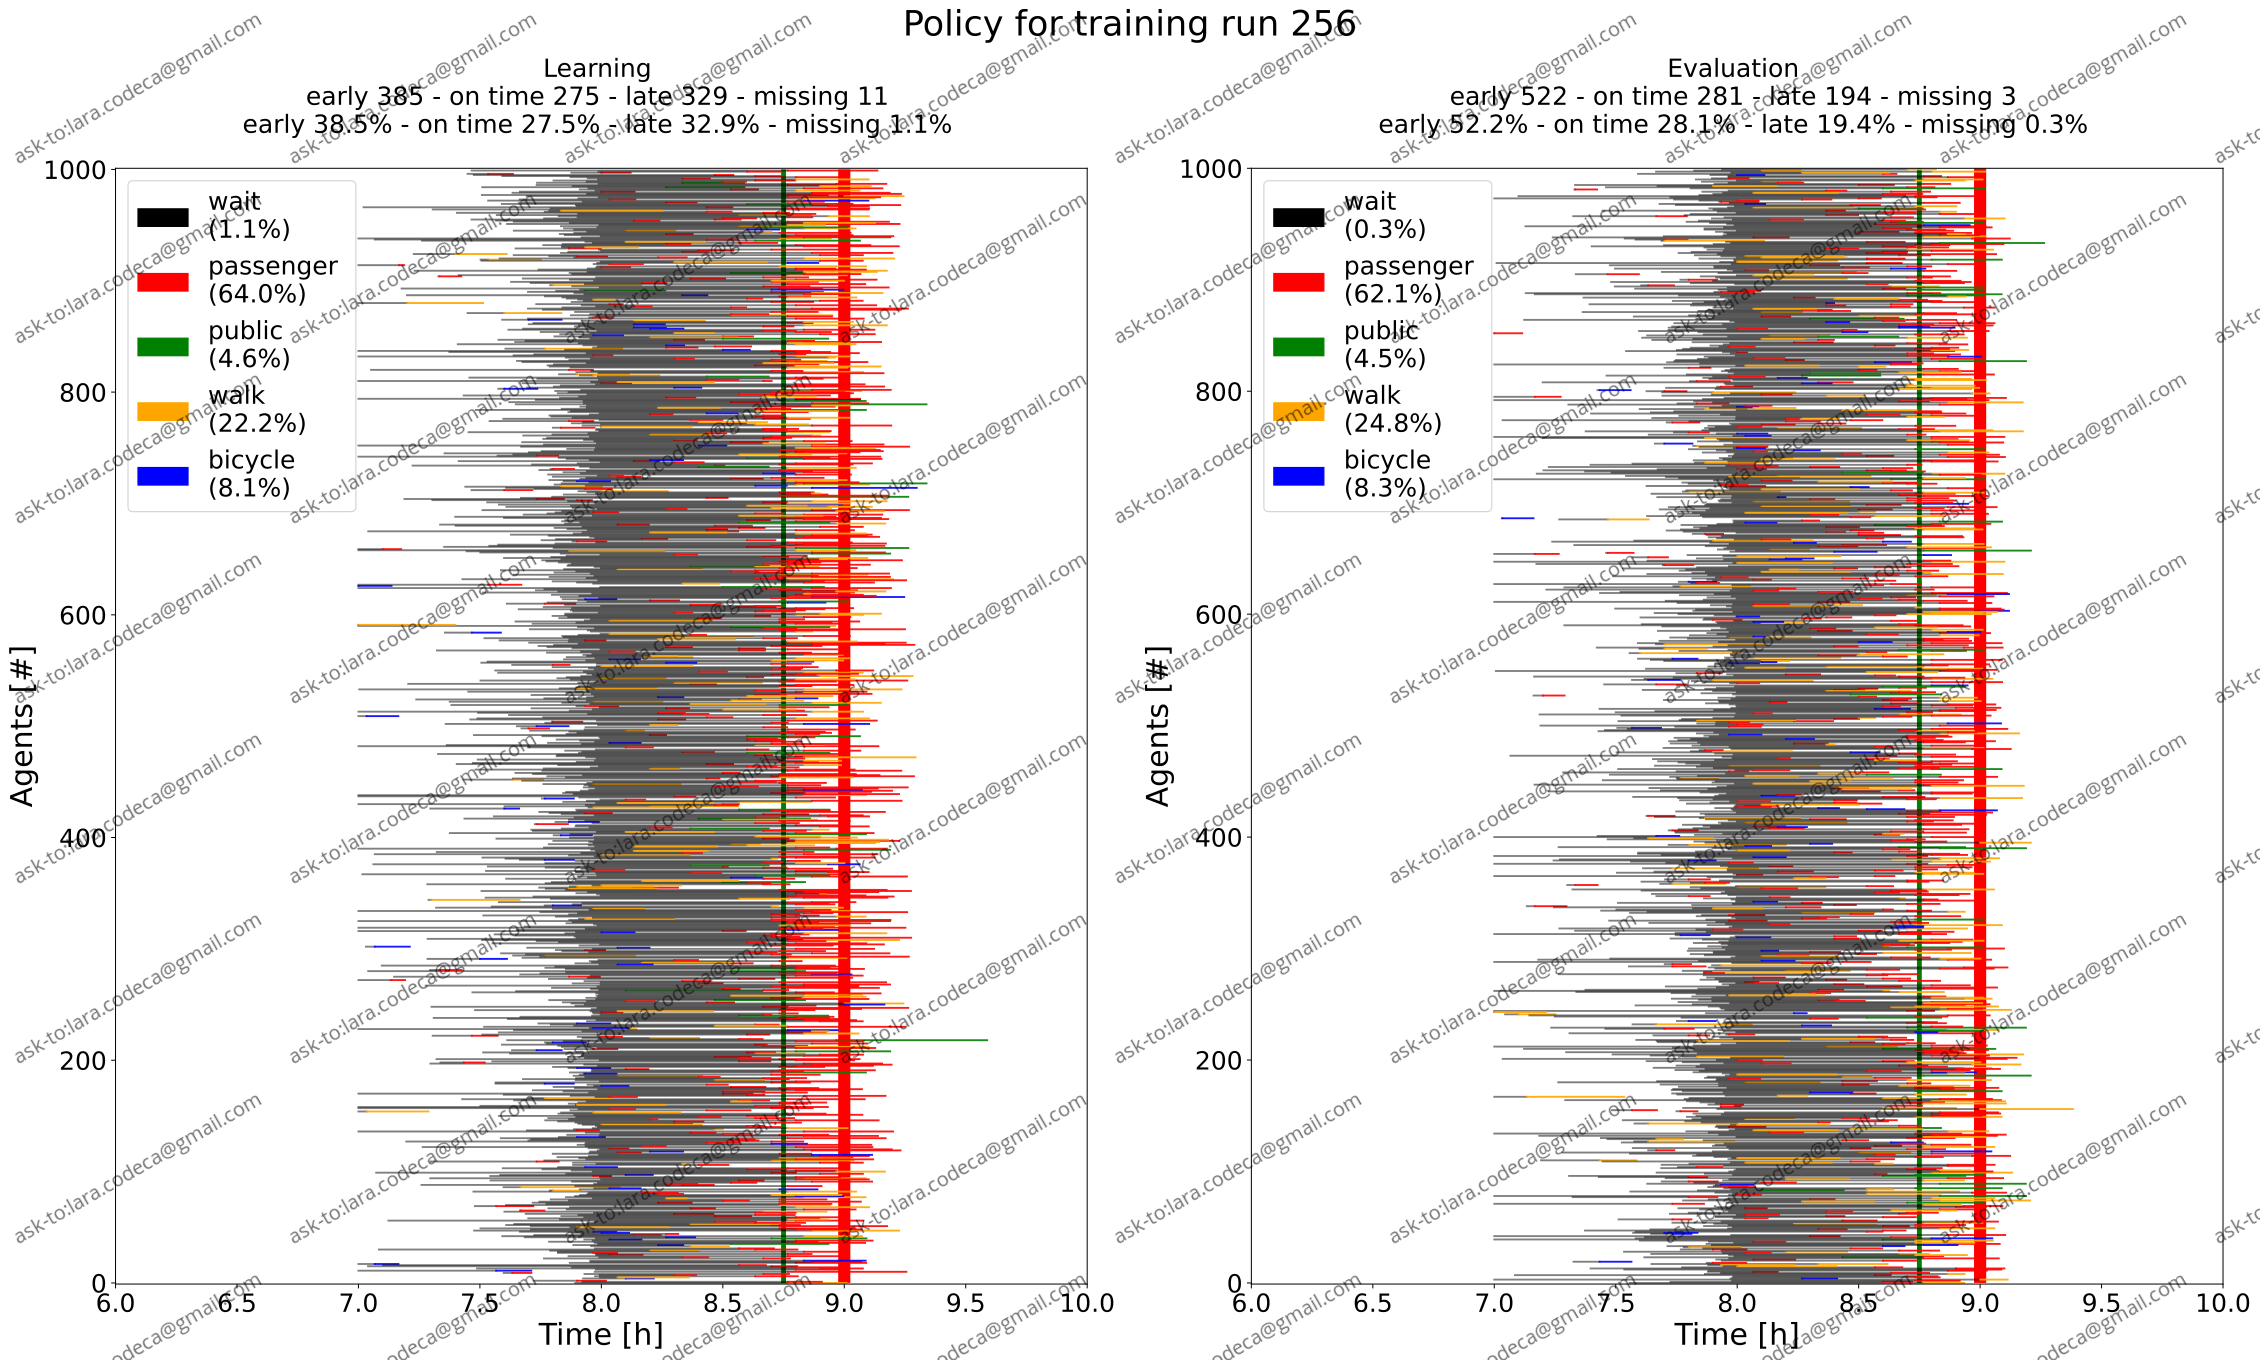 Policy for training run 256
Learning
early 385 - on time 275 - late 329 - missing 11
early 38.5% - on time 27.5% - late 32.9% - missing 1.1%
Evaluation
early 522 - on time 281 - late 194 - missing 3
early 52.2% - on time 28.1% - late 19.4% - missing 0.3%
Agents [#]
1000
800
600
400
200
0
wait
(1.1%)
passenger
(64.0%)
public
(4.6%)
walk
(22.2%)
bicycle
(8.1%)
6.0 6.5 7.0 7.5 8.0 8.5 9.0 9.5 10.0
Time [h]
Agents [#]
1000
800
600
400
200
0
wait
(0.3%)
passenger
(62.1%)
public
(4.5%)
walk
(24.8%)
bicycle
(8.3%)
6.0 6.5 7.0 7.5 8.0 8.5 9.0 9.5 10.0
Time [h]
ask-to:lara.codeca@gmail.com